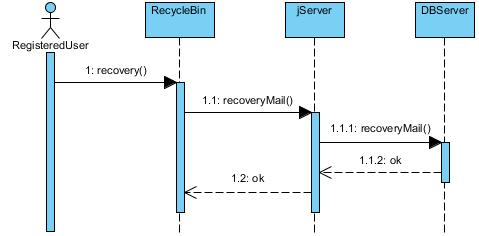 RecycleBin
jServer
DBServer
RegisteredUser
1: recovery()
1.1: recoveryMail()
1.1.1: recoveryMail()
1.1.2: ok
1.2: ok